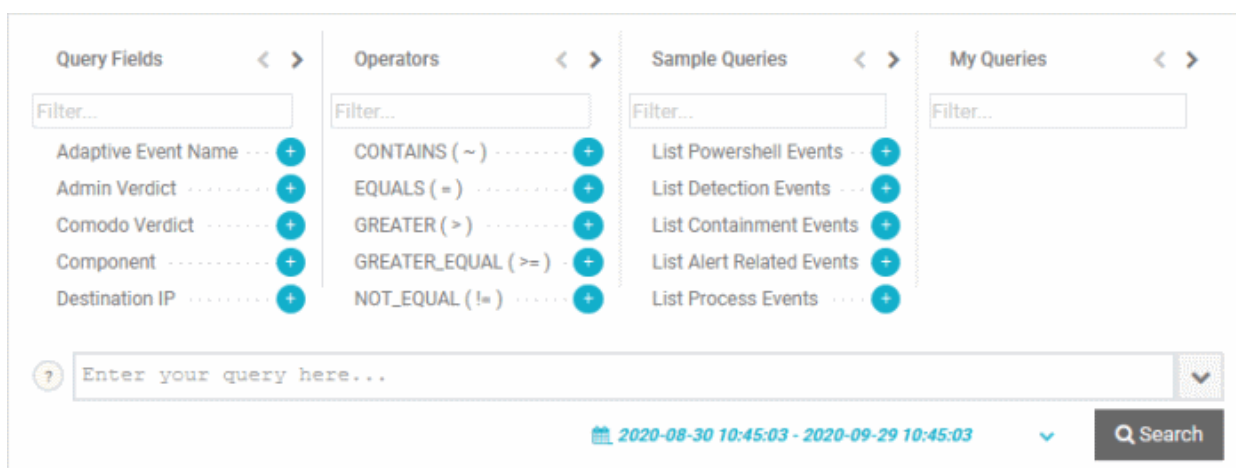 Query Fields < > Operators < > Sample Queries < > My Queries < >
Filter... Filter... Filter... Filter...
Adaptive Event Name + CONTAINS ( ~ ) + List Powershell Events +
Admin Verdict + EQUALS ( = ) + List Detection Events +
Comodo Verdict + GREATER ( > ) + List Containment Events +
Component + GREATER_EQUAL ( >= ) + List Alert Related Events +
Destination IP + NOT_EQUAL ( != ) + List Process Events +
? Enter your query here...
2020-08-30 10:45:03 - 2020-09-29 10:45:03 Search